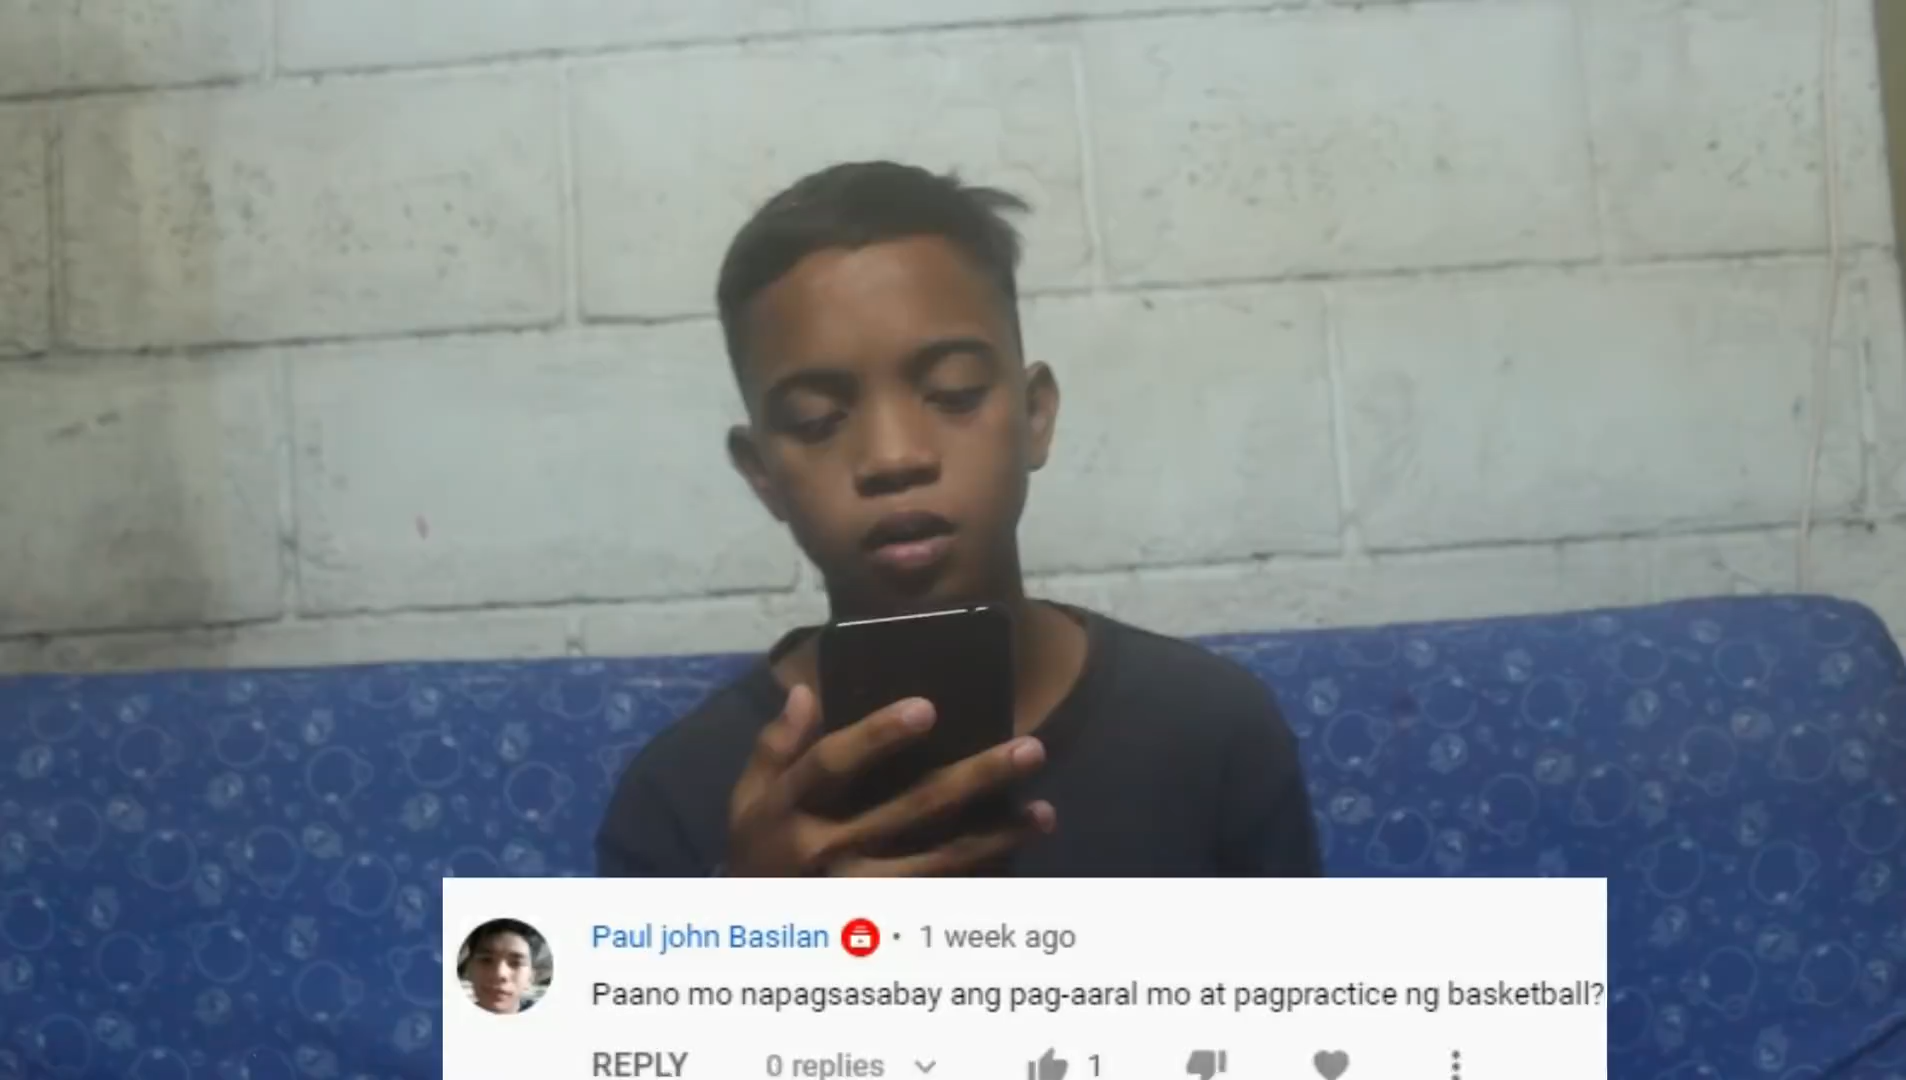 Paul john Basilan • 1 week ago
Paano mo napagsasabay ang pag-aaral mo at pagpractice ng basketball?
REPLY 0 replies 1